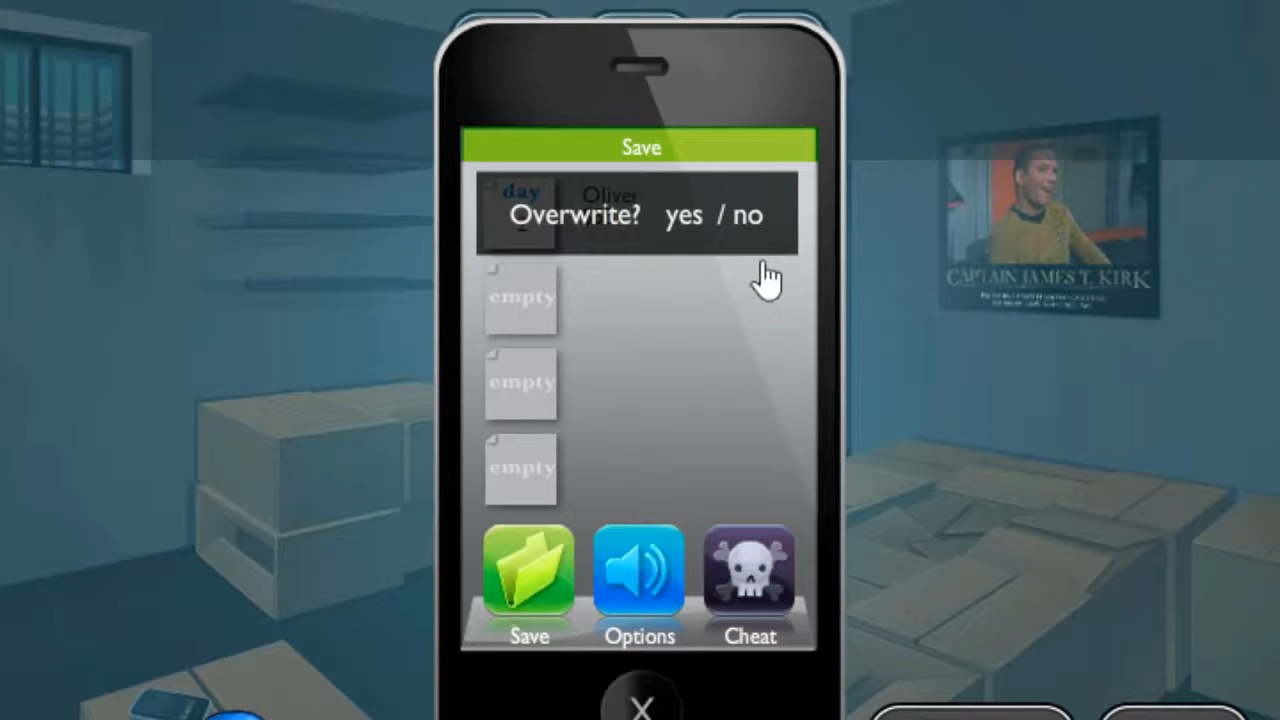 Save
day
Oliver
Overwrite? yes / no
empty
empty
empty
Save
Options
Cheat
X
CAPTAIN JAMES T. KIRK